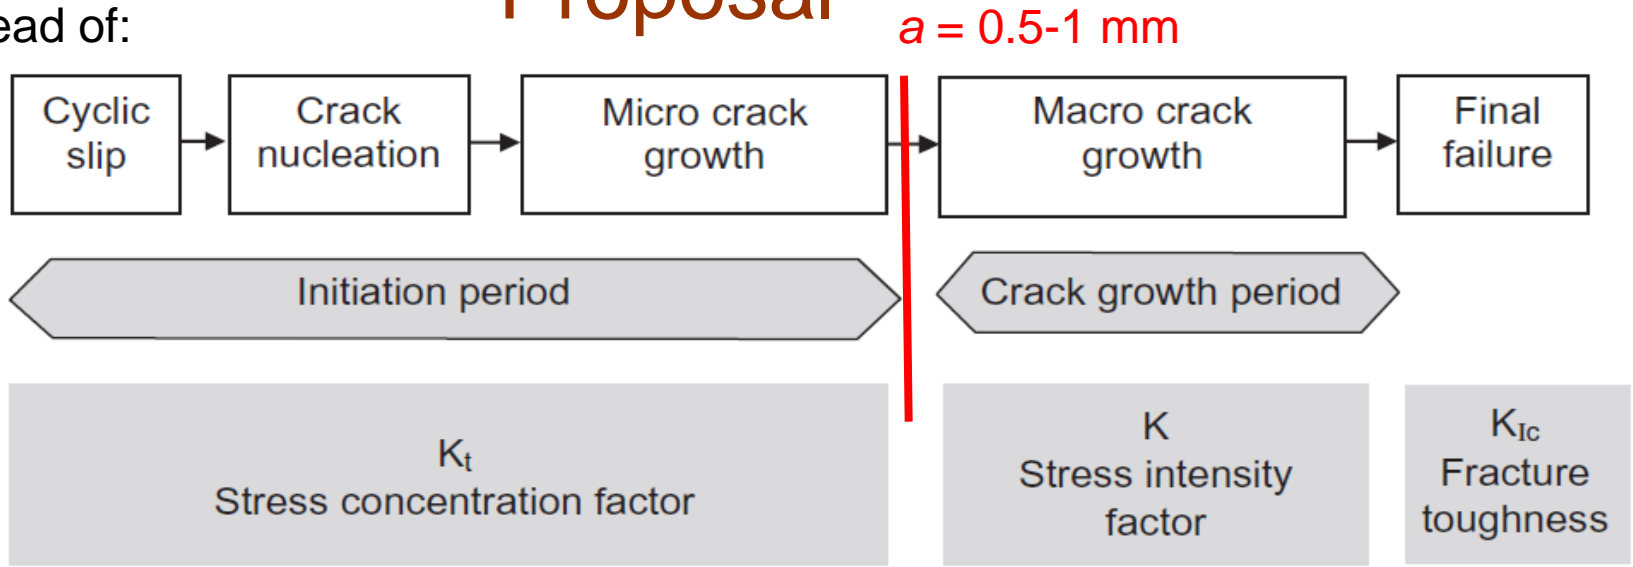 Proposal
ead of:
a = 0.5-1 mm
Cyclic
slip
Crack
nucleation
Micro crack
growth
Macro crack
growth
Final
failure
Initiation period
Crack growth period
Kt
Stress concentration factor
K
Stress intensity
factor
KIc
Fracture
toughness